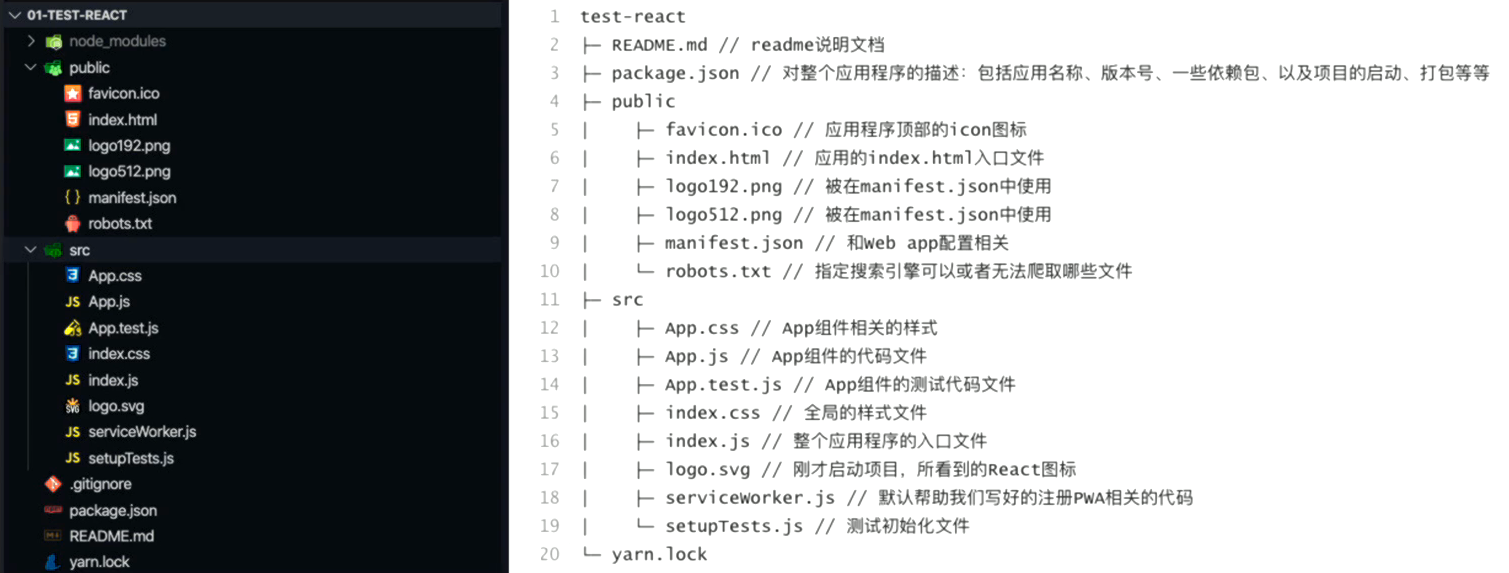 01-TEST-REACT
node_modules
public
favicon.ico
index.html
logo192.png
logo512.png
manifest.json
robots.txt
src
App.css
App.js
App.test.js
index.css
index.js
logo.svg
serviceWorker.js
setupTests.js
.gitignore
package.json
README.md
yarn.lock
1 test-react
2 ├─ README.md // readme说明文档
3 ├─ package.json // 对整个应用程序的描述：包括应用名称、版本号、一些依赖包、以及项目的启动、打包等等
4 ├─ public
5 |    ├─ favicon.ico // 应用程序顶部的icon图标
6 |    ├─ index.html // 应用的index.html入口文件
7 |    ├─ logo192.png // 被在manifest.json中使用
8 |    ├─ logo512.png // 被在manifest.json中使用
9 |    ├─ manifest.json // 和Web app配置相关
10 |    └─ robots.txt // 指定搜索引擎可以或者无法爬取哪些文件
11 ├─ src
12 |    ├─ App.css // App组件相关的样式
13 |    ├─ App.js // App组件的代码文件
14 |    ├─ App.test.js // App组件的测试代码文件
15 |    ├─ index.css // 全局的样式文件
16 |    ├─ index.js // 整个应用程序的入口文件
17 |    ├─ logo.svg // 刚才启动项目，所看到的React图标
18 |    ├─ serviceWorker.js // 默认帮助我们写好的注册PWA相关的代码
19 |    └─ setupTests.js // 测试初始化文件
20 └─ yarn.lock